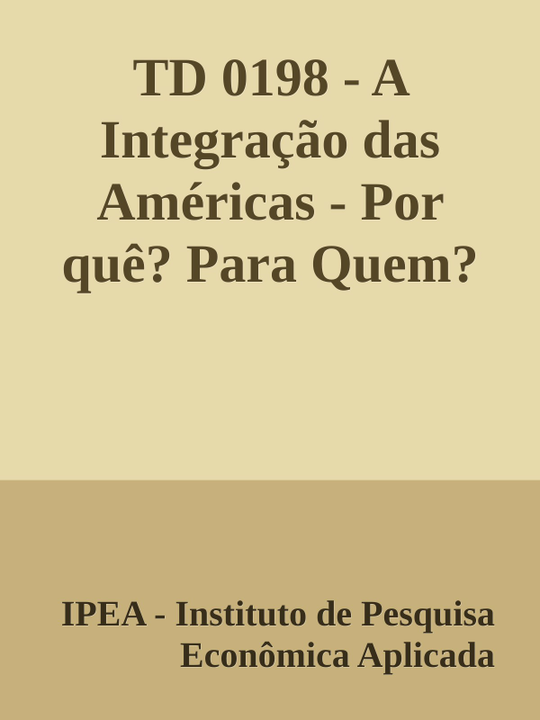 TD 0198 - A
Integração das
Américas - Por
quê? Para Quem?
IPEA - Instituto de Pesquisa
Econômica Aplicada